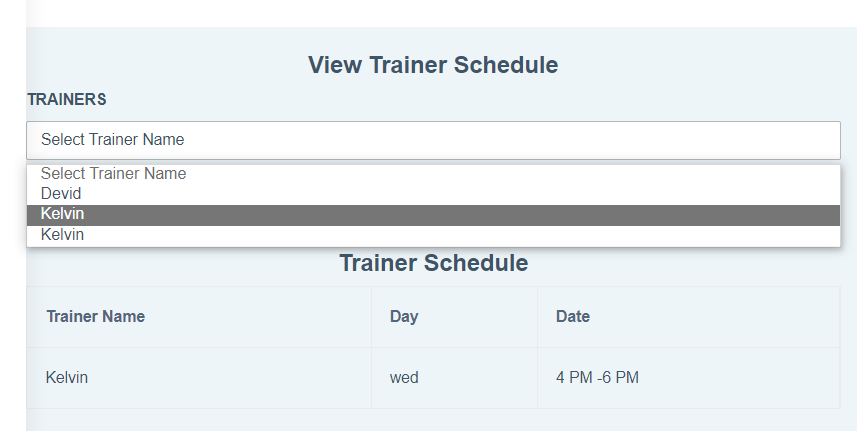 View Trainer Schedule
TRAINERS
Select Trainer Name
Select Trainer Name
Devid
Kelvin
Kelvin
Trainer Schedule
Trainer Name Day Date
Kelvin wed 4 PM -6 PM